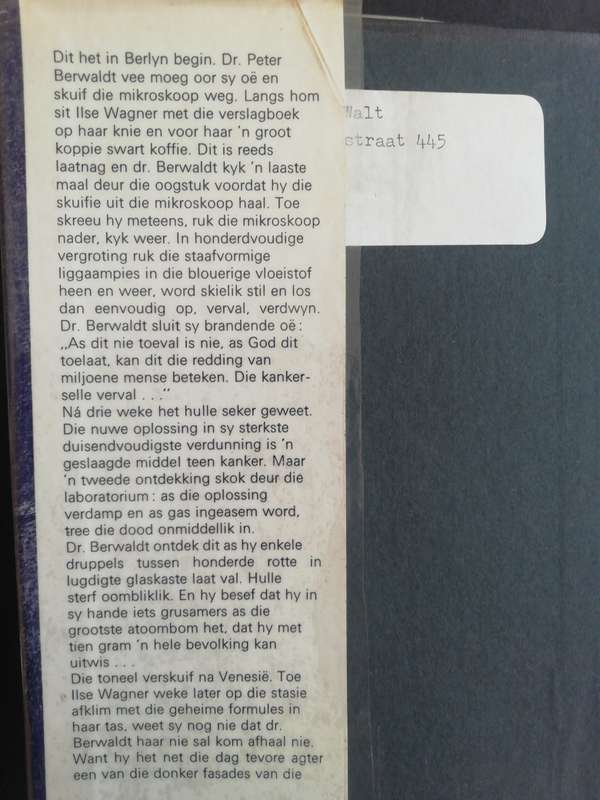 Dit het in Berlyn begin. Dr. Peter
Berwaldt vee moeg oor sy oë en
skuif die mikroskoop weg. Langs hom
sit Ilse Wagner met die verslagboek
op haar knie en voor haar 'n groot
koppie swart koffie. Dit is reeds
laatnag en dr. Berwaldt kyk 'n laaste
maal deur die oogstuk voordat hy die
skuifie uit die mikroskoop haal. Toe
skreeu hy meteens, ruk die mikroskoop
nader, kyk weer. In honderdvoudige
vergroting ruk die staafvormige
liggaampies in die blouerige vloeistof
heen en weer, word skielik stil en los
dan eenvoudig op, verval, verdwyn.
Dr. Berwaldt sluit sy brandende oë:
„As dit nie toeval is nie, as God dit
toelaat, kan dit die redding van
miljoene mense beteken. Die kanker-
selle verval . . .“
Ná drie weke het hulle seker geweet.
Die nuwe oplossing in sy sterkste
duisendvoudigste verdunning is 'n
geslaagde middel teen kanker. Maar
'n tweede ontdekking skok deur die
laboratorium: as die oplossing
verdamp en as gas ingeasem word,
tree die dood onmiddellik in.
Dr. Berwaldt ontdek dit as hy enkele
druppels tussen honderde rotte in
lugdigte glaskaste laat val. Hulle
sterf oombliklik. En hy besef dat hy in
sy hande iets grusamers as die
grootste atoombom het, dat hy met
tien gram 'n hele bevolking kan
uitwis . . .
Die toneel verskuif na Venesië. Toe
Ilse Wagner weke later op die stasie
afklim met die geheime formules in
haar tas, weet sy nog nie dat dr.
Berwaldt haar nie sal kom afhaal nie.
Want hy het net die dag tevore agter
een van die donker fasades van die
Walt
straat 445